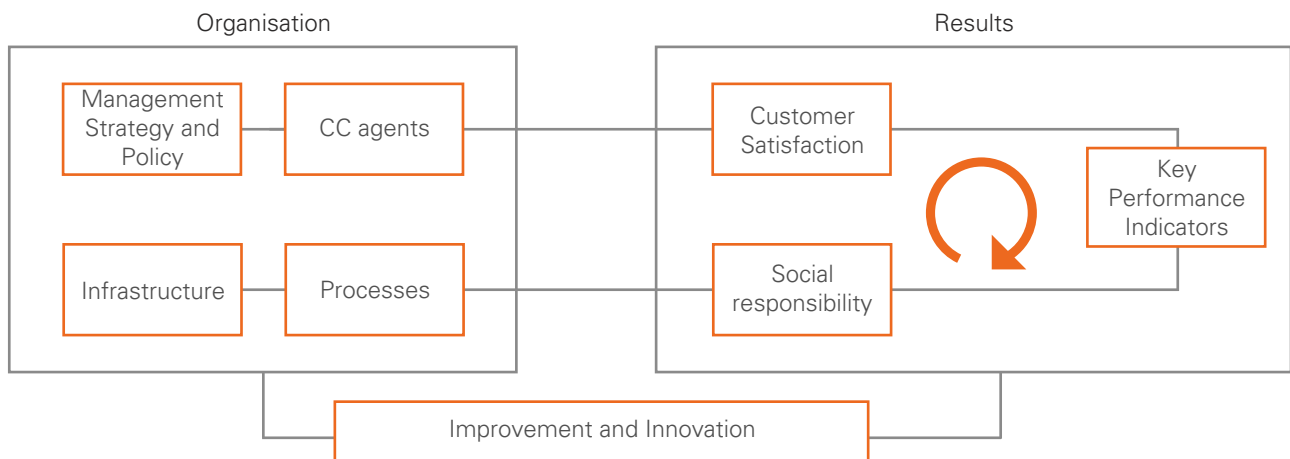 Organisation
Results
Management
Strategy and
Policy
CC agents
Customer
Satisfaction
Key
Performance
Indicators
Infrastructure
Processes
Social
responsibility
Improvement and Innovation